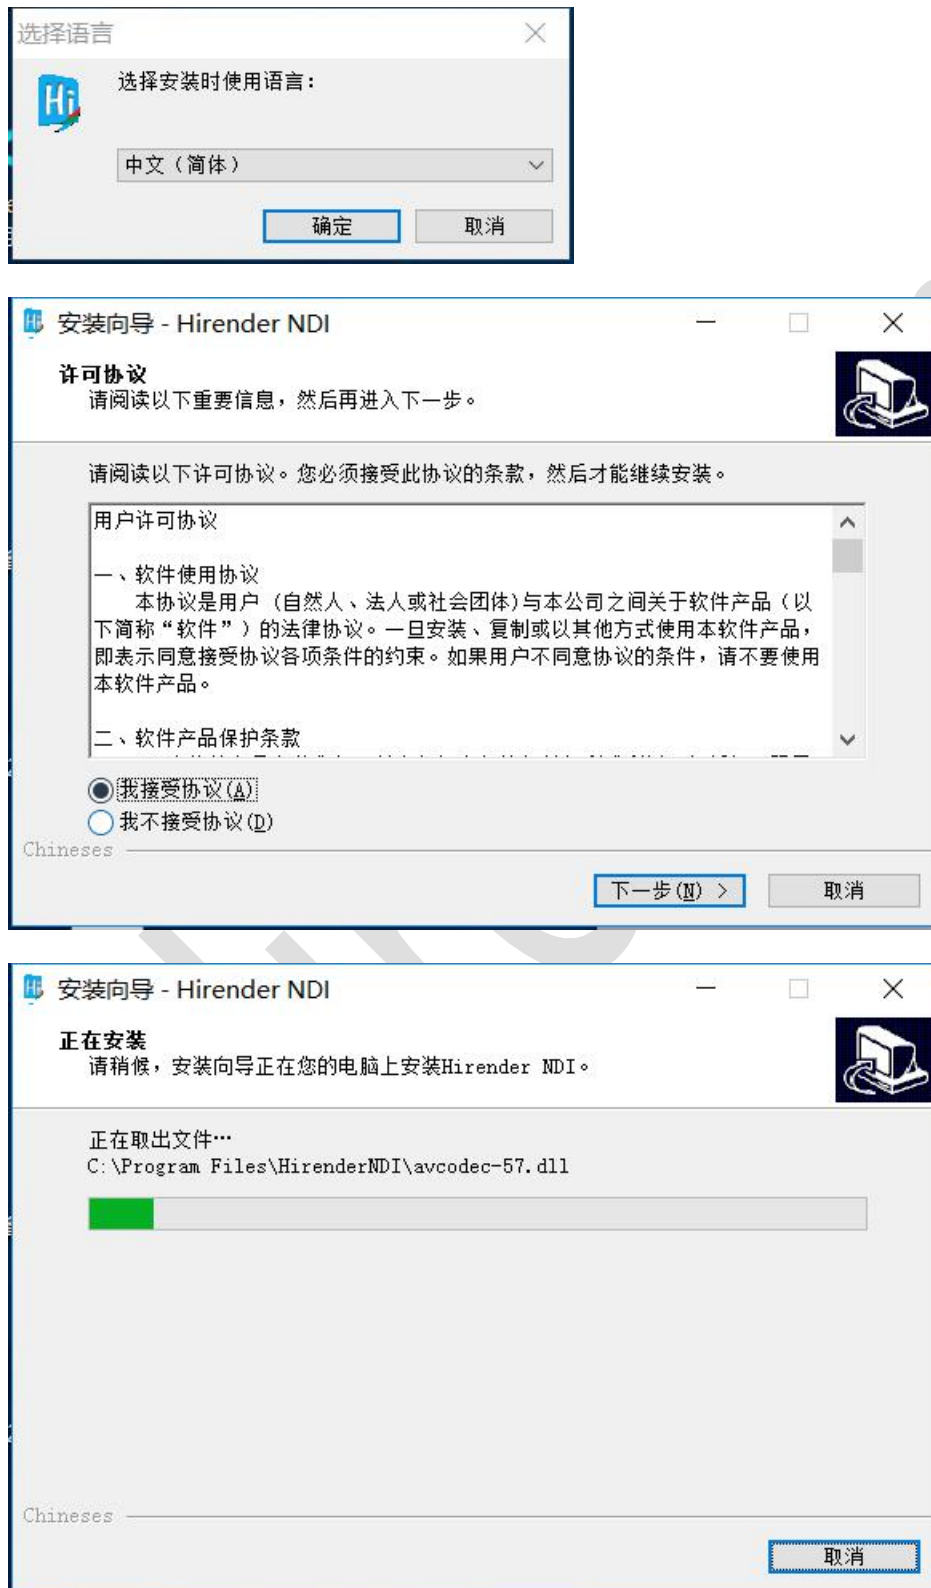 选择语言
Hi
选择安装时使用语言：
中文（简体）
确定
取消
安装向导 - Hirender NDI
许可协议
请阅读以下重要信息，然后再进入下一步。
请阅读以下许可协议。您必须接受此协议的条款，然后才能继续安装。
用户许可协议
一、软件使用协议
本协议是用户（自然人、法人或社会团体)与本公司之间关于软件产品（以
下简称“软件”）的法律协议。一旦安装、复制或以其他方式使用本软件产品，
即表示同意接受协议各项条件的约束。如果用户不同意协议的条件，请不要使用
本软件产品。
二、软件产品保护条款
我接受协议(A)
我不接受协议(D)
Chineses
下一步(N) >
取消
安装向导 - Hirender NDI
正在安装
请稍候，安装向导正在您的电脑上安装Hirender NDI。
正在取出文件…
C:\Program Files\HirenderNDI\avcodec-57.dll
Chineses
取消